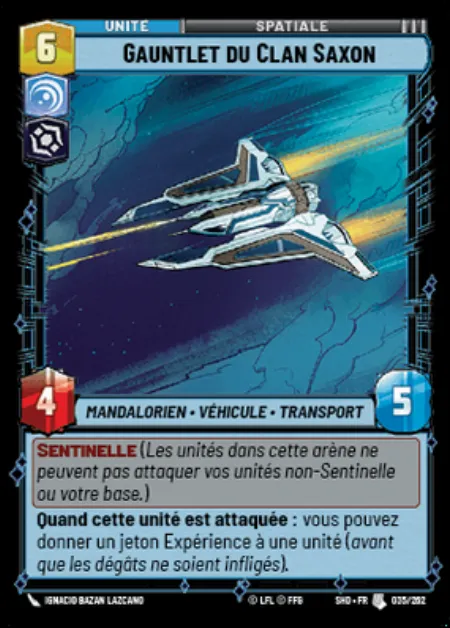 UNITÉ
SPATIALE
6
GAUNTLET DU CLAN SAXON
4
MANDALORIEN • VÉHICULE • TRANSPORT
5
SENTINELLE (Les unités dans cette arène ne
peuvent pas attaquer vos unités non-Sentinelle
ou votre base.)
Quand cette unité est attaquée : vous pouvez
donner un jeton Expérience à une unité (avant
que les dégâts ne soient infligés).
IGNACIO BAZAN LAZCANO
© LFL © FFG
SHD • FR
035/262